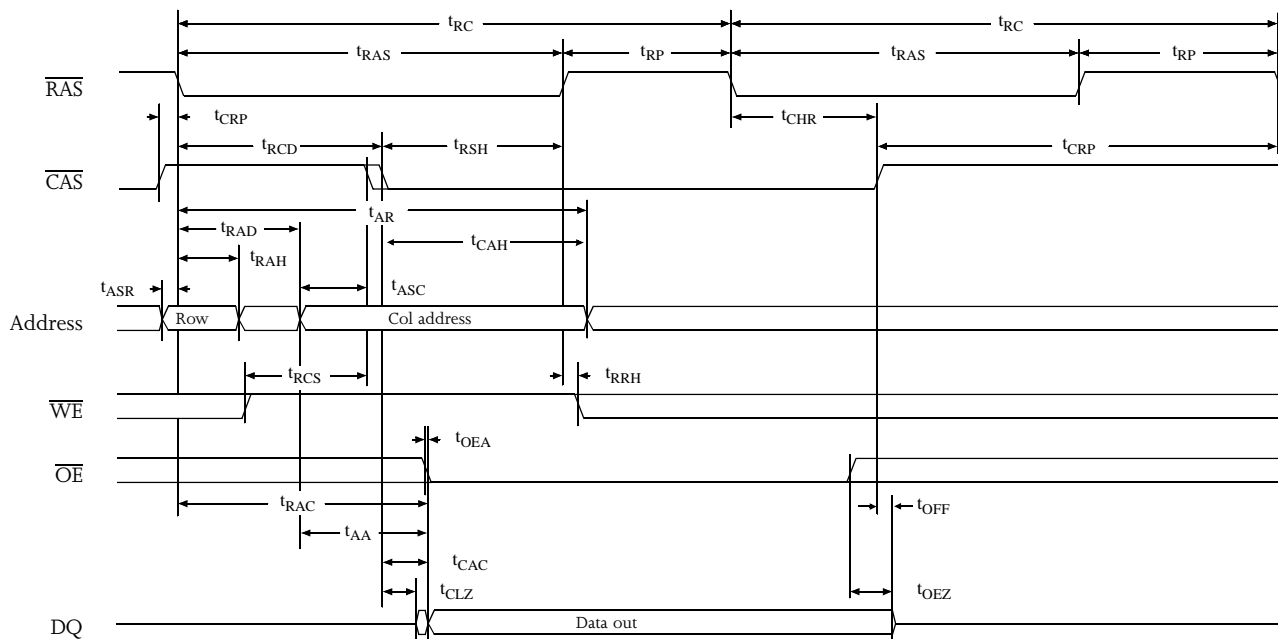 tRC tRC
tRAS tRP tRAS tRP
RAS
tCRP tCHR
tRCD tRSH tCRP
CAS
tAR
tRAD
tCAH
tRAH
tASR tASC
Address Row Col address
tRCS tRRH
WE
tOEA
OE
tRAC tOFF
tAA
tCAC
tCLZ tOEZ
DQ Data out